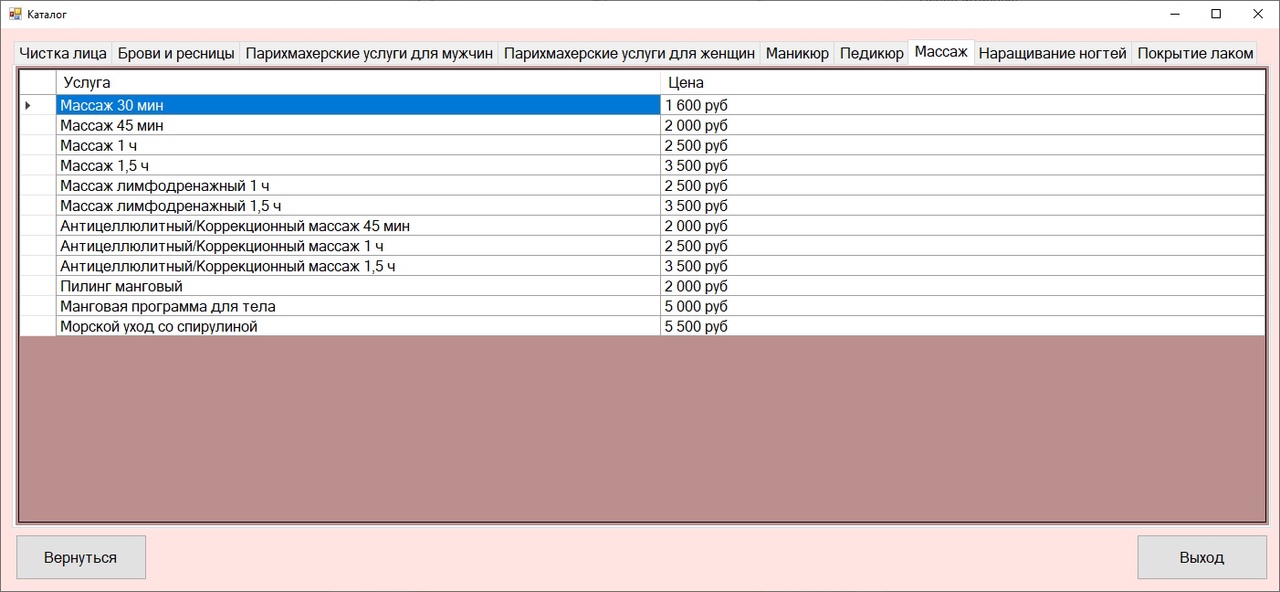 Каталог
Чистка лица Брови и ресницы Парихмахерские услуги для мужчин Парихмахерские услуги для женщин Маникюр Педикюр Массаж Наращивание ногтей Покрытие лаком
Услуга Цена
Массаж 30 мин 1 600 руб
Массаж 45 мин 2 000 руб
Массаж 1 ч 2 500 руб
Массаж 1,5 ч 3 500 руб
Массаж лимфодренажный 1 ч 2 500 руб
Массаж лимфодренажный 1,5 ч 3 500 руб
Антицеллюлитный/Коррекционный массаж 45 мин 2 000 руб
Антицеллюлитный/Коррекционный массаж 1 ч 2 500 руб
Антицеллюлитный/Коррекционный массаж 1,5 ч 3 500 руб
Пилинг манговый 2 000 руб
Манговая программа для тела 5 000 руб
Морской уход со спирулиной 5 500 руб
Вернуться Выход